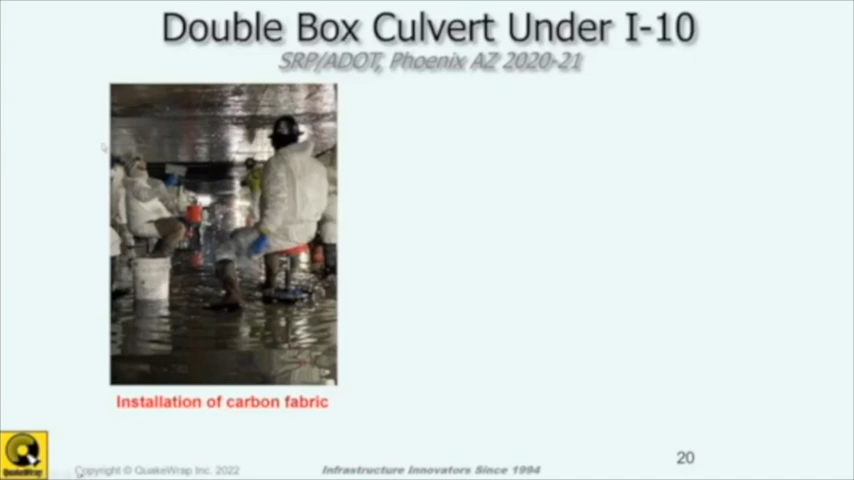 Double Box Culvert Under I-10
SRP/ADOT, Phoenix AZ 2020-21
Installation of carbon fabric
QuakeWrap
Copyright © QuakeWrap Inc. 2022
Infrastructure Innovators Since 1994
20